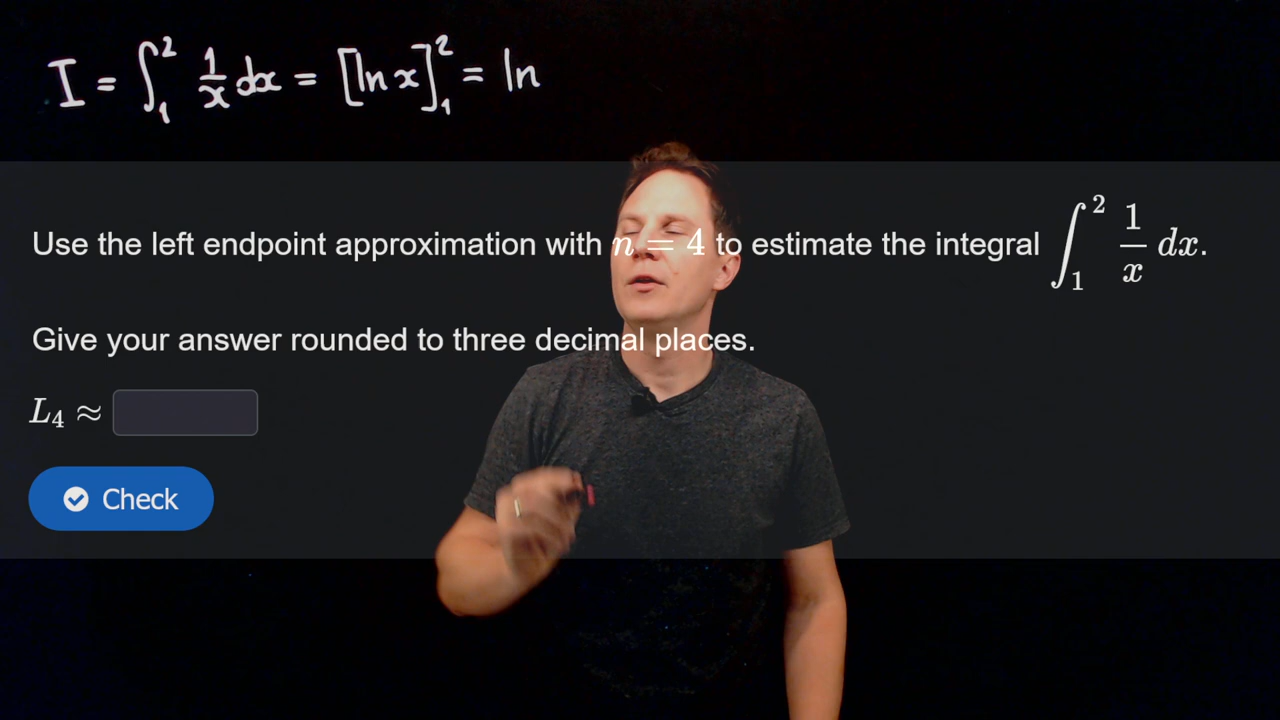 I = ∫₁² 1/x dx = [ln x]₁² = ln
Use the left endpoint approximation with n = 4 to estimate the integral ∫₁² 1/x dx.
Give your answer rounded to three decimal places.
L₄ ≈
Check